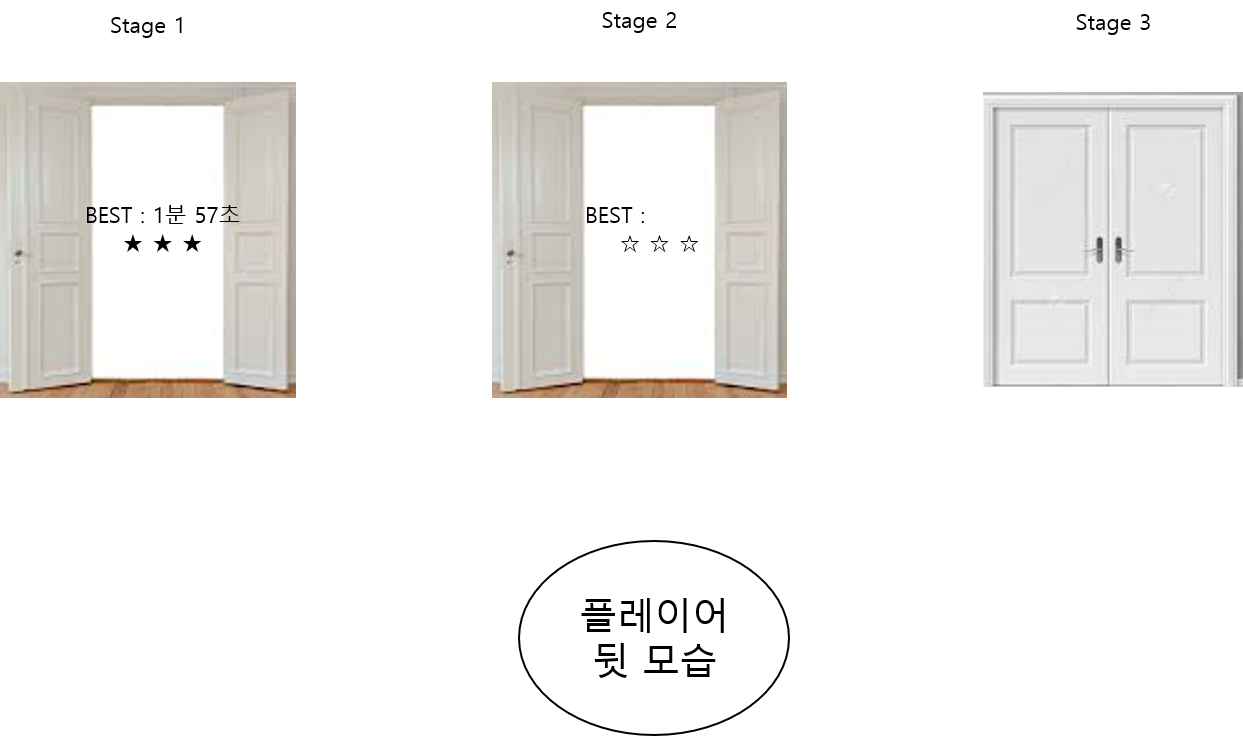 Stage 1
Stage 2
Stage 3
BEST : 1분 57초
★ ★ ★
BEST :
☆ ☆ ☆
플레이어
뒷 모습